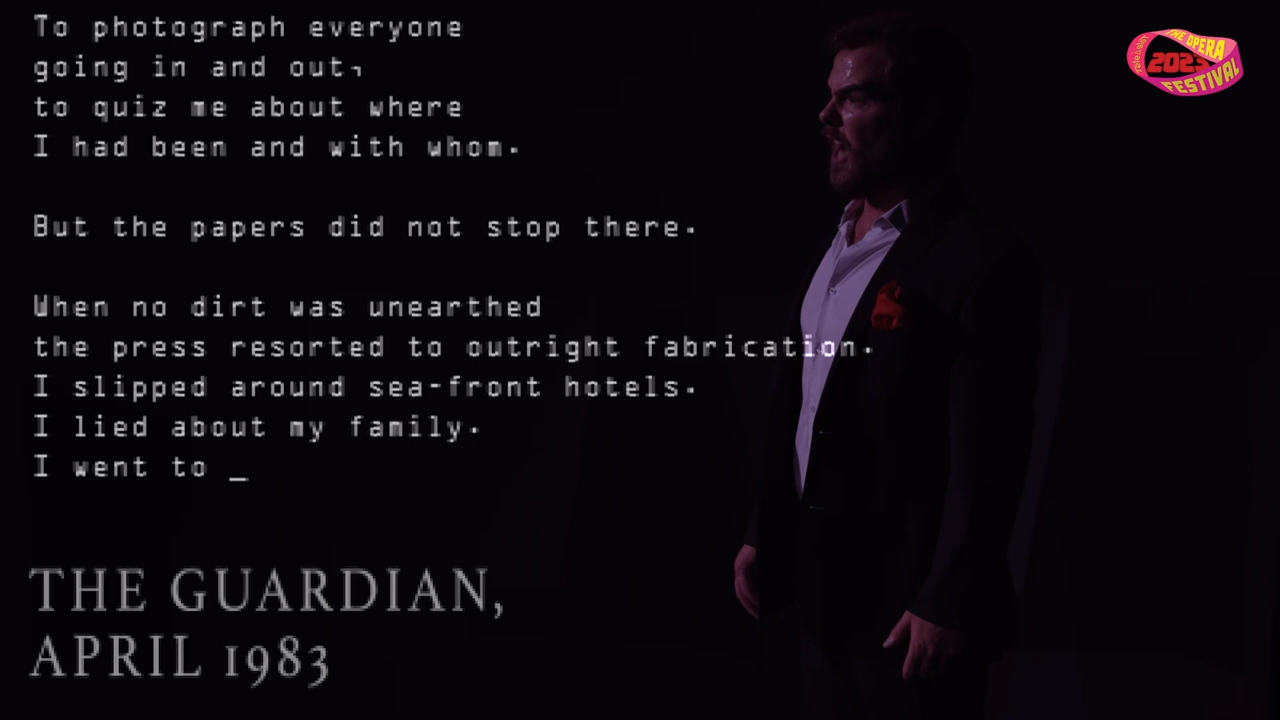 To photograph everyone
going in and out,
to quiz me about where
I had been and with whom.
But the papers did not stop there.
When no dirt was unearthed
the press resorted to outright fabrication.
I slipped around sea-front hotels.
I lied about my family.
I went to _
THE GUARDIAN,
APRIL 1983
THE OPERA
2023
FESTIVAL